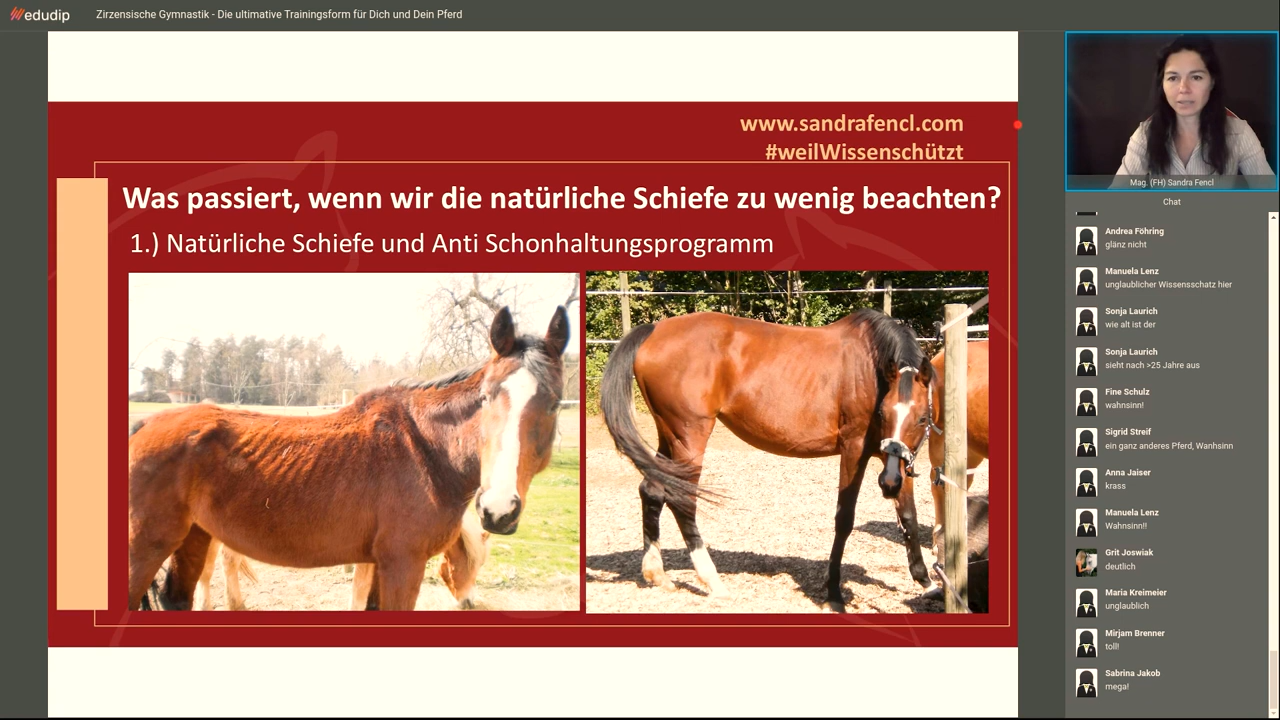 edudip
Zirzensische Gymnastik - Die ultimative Trainingsform für Dich und Dein Pferd
www.sandrafencl.com
#weilWissenschützt
Was passiert, wenn wir die natürliche Schiefe zu wenig beachten?
1.) Natürliche Schiefe und Anti Schonhaltungsprogramm
Mag. (FH) Sandra Fencl
Chat
Andrea Föhring
glänz nicht
Manuela Lenz
unglaublicher Wissensschatz hier
Sonja Laurich
wie alt ist der
Sonja Laurich
sieht nach >25 Jahre aus
Fine Schulz
wahnsinn!
Sigrid Streif
ein ganz anderes Pferd, Wanhsinn
Anna Jaiser
krass
Manuela Lenz
Wahnsinn!!
Grit Joswiak
deutlich
Maria Kreimeier
unglaublich
Mirjam Brenner
toll!
Sabrina Jakob
mega!